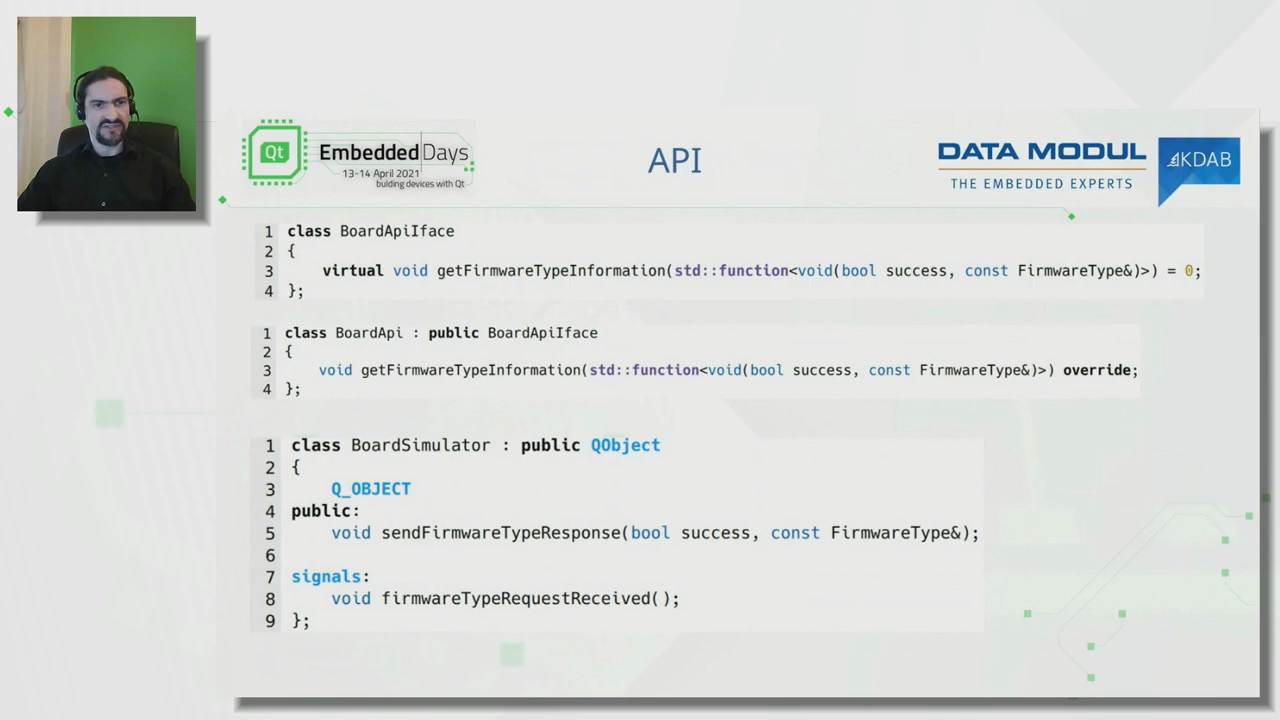 Qt
Embedded Days
13-14 April 2021
bulding devices with Qt
API
DATA MODUL
THE EMBEDDED EXPERTS
KDAB
1 class BoardApiIface
2 {
3     virtual void getFirmwareTypeInformation(std::function<void(bool success, const FirmwareType&)>) = 0;
4 };
1 class BoardApi : public BoardApiIface
2 {
3     void getFirmwareTypeInformation(std::function<void(bool success, const FirmwareType&)>) override;
4 };
1 class BoardSimulator : public QObject
2 {
3     Q_OBJECT
4 public:
5     void sendFirmwareTypeResponse(bool success, const FirmwareType&);
6
7 signals:
8     void firmwareTypeRequestReceived();
9 };